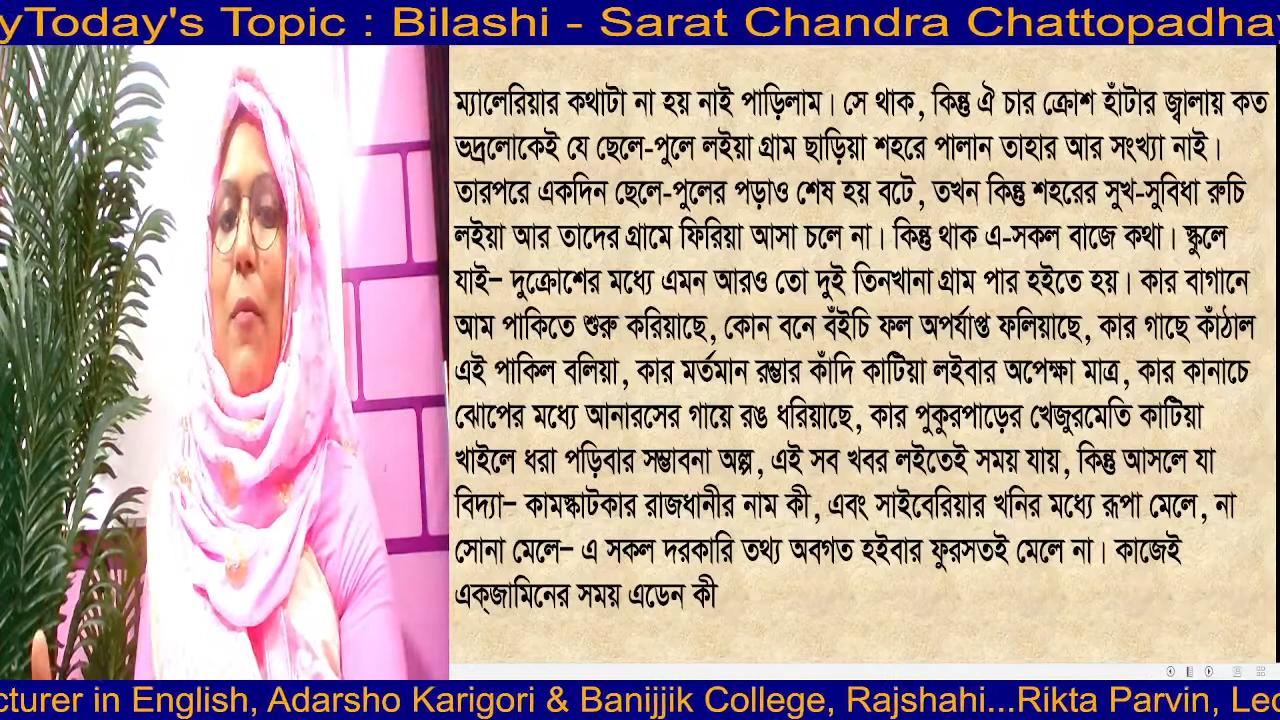 yToday's Topic : Bilashi - Sarat Chandra Chattopadhay
ম্যালেরিয়ার কথাটা না হয় নাই পাড়িলাম। সে থাক, কিন্তু ঐ চার ক্রোশ হাঁটার জ্বালায় কত
ভদ্রলোকেই যে ছেলে-পুলে লইয়া গ্রাম ছাড়িয়া শহরে পালান তাহার আর সংখ্যা নাই।
তারপরে একদিন ছেলে-পুলের পড়াও শেষ হয় বটে, তখন কিন্তু শহরের সুখ-সুবিধা রুচি
লইয়া আর তাদের গ্রামে ফিরিয়া আসা চলে না। কিন্তু থাক এ-সকল বাজে কথা। স্কুলে
যাই– দুক্রোশের মধ্যে এমন আরও তো দুই তিনখানা গ্রাম পার হইতে হয়। কার বাগানে
আম পাকিতে শুরু করিয়াছে, কোন বনে বঁইচি ফল অপর্যাপ্ত ফলিয়াছে, কার গাছে কাঁঠাল
এই পাকিল বলিয়া, কার মর্তমান রম্ভার কাঁদি কাটিয়া লইবার অপেক্ষা মাত্র, কার কানাচে
ঝোপের মধ্যে আনারসের গায়ে রঙ ধরিয়াছে, কার পুকুরপাড়ের খেজুরমেতি কাটিয়া
খাইলে ধরা পড়িবার সম্ভাবনা অল্প, এই সব খবর লইতেই সময় যায়, কিন্তু আসলে যা
বিদ্যা– কামস্কাটকার রাজধানীর নাম কী, এবং সাইবেরিয়ার খনির মধ্যে রূপা মেলে, না
সোনা মেলে– এ সকল দরকারি তথ্য অবগত হইবার ফুরসতই মেলে না। কাজেই
এক্জামিনের সময় এডেন কী
cturer in English, Adarsho Karigori & Banijjik College, Rajshahi...Rikta Parvin, Lec